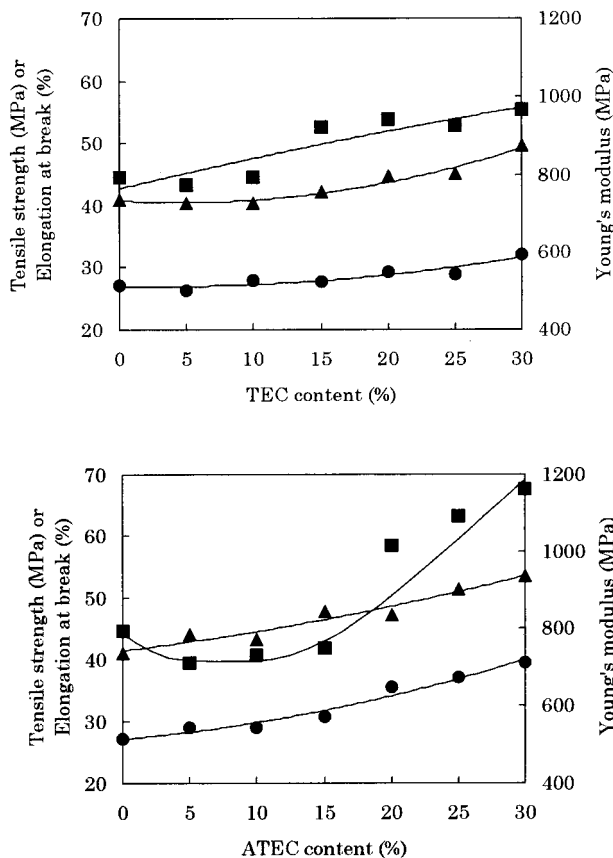 Tensile strength (MPa) or
Elongation at break (%)
70
60
50
40
30
20
1200
1000
800
600
400
Young's modulus (MPa)
0 5 10 15 20 25 30
TEC content (%)
Tensile strength (MPa) or
Elongation at break (%)
70
60
50
40
30
20
1200
1000
800
600
400
Young's modulus (MPa)
0 5 10 15 20 25 30
ATEC content (%)